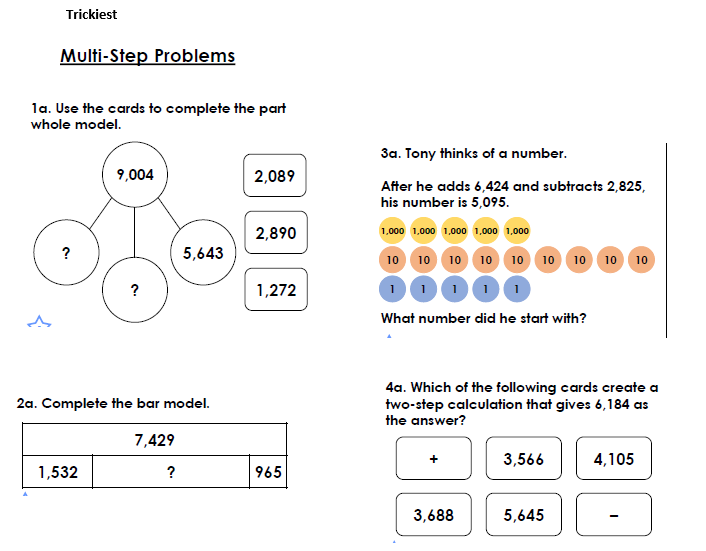 Trickiest
Multi-Step Problems
1a. Use the cards to complete the part
whole model.
9,004
?
?
5,643
2,089
2,890
1,272
2a. Complete the bar model.
7,429
1,532 ? 965
3a. Tony thinks of a number.
After he adds 6,424 and subtracts 2,825,
his number is 5,095.
1,000 1,000 1,000 1,000 1,000
10 10 10 10 10 10 10 10 10
1 1 1 1 1
What number did he start with?
4a. Which of the following cards create a
two-step calculation that gives 6,184 as
the answer?
+ 3,566 4,105
3,688 5,645 –